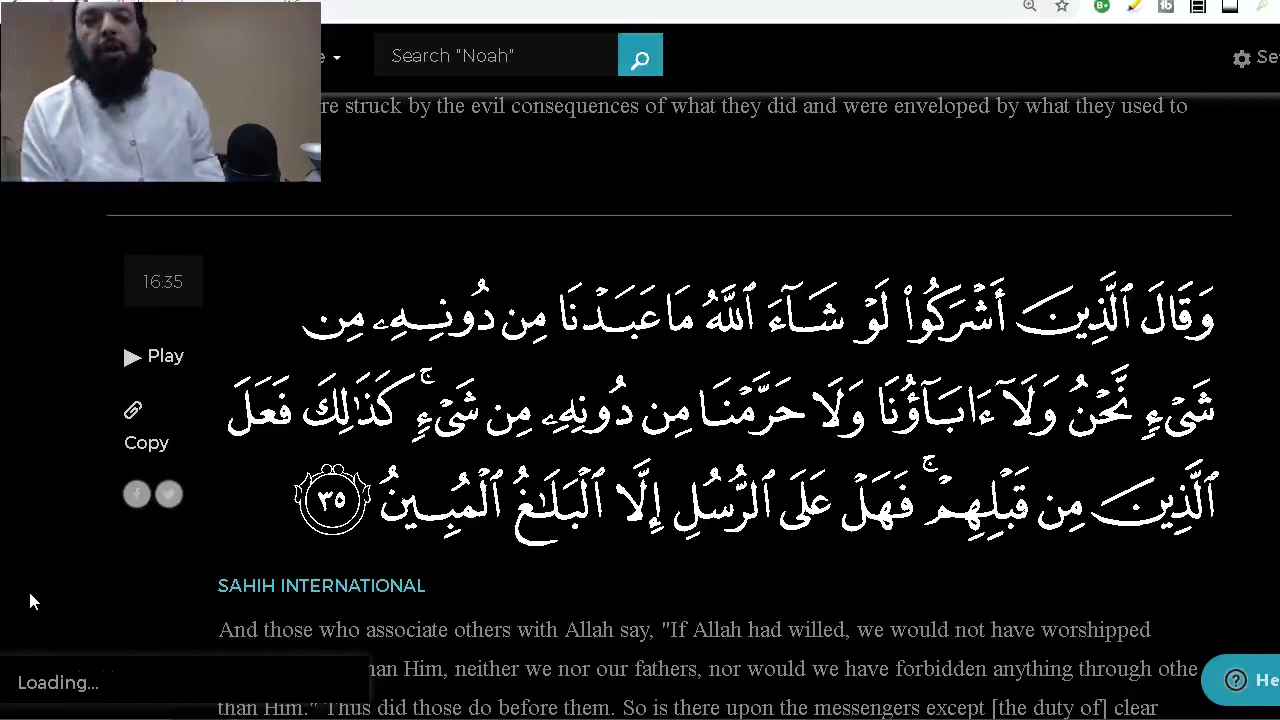 e
Search "Noah"
Se
re struck by the evil consequences of what they did and were enveloped by what they used to
16:35
وَقَالَ ٱلَّذِينَ أَشْرَكُوا۟ لَوْ شَآءَ ٱللَّهُ مَا عَبَدْنَا مِن دُونِهِۦ مِن
شَىْءٍ نَّحْنُ وَلَآ ءَابَآؤُنَا وَلَا حَرَّمْنَا مِن دُونِهِۦ مِن شَىْءٍ ۚ كَذَٰلِكَ فَعَلَ
ٱلَّذِينَ مِن قَبْلِهِمْ ۚ فَهَلْ عَلَى ٱلرُّسُلِ إِلَّا ٱلْبَلَٰغُ ٱلْمُبِينُ ٣٥
Play
Copy
SAHIH INTERNATIONAL
And those who associate others with Allah say, "If Allah had willed, we would not have worshipped
han Him, neither we nor our fathers, nor would we have forbidden anything through othe
than Him." Thus did those do before them. So is there upon the messengers except [the duty of] clear
Loading...
He